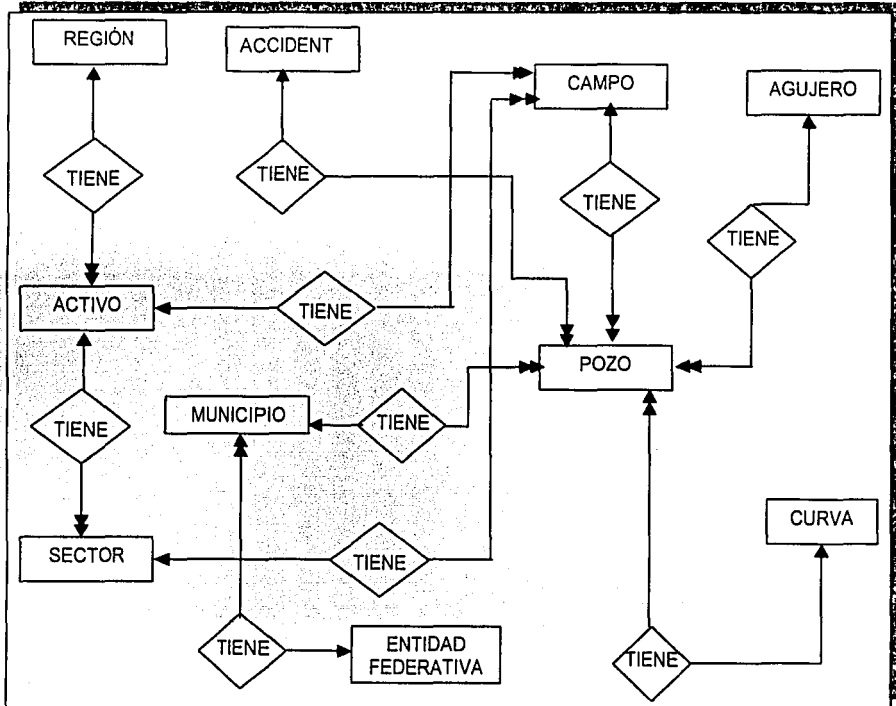 REGIÓN
ACCIDENT
CAMPO
AGUJERO
TIENE
TIENE
TIENE
TIENE
ACTIVO
TIENE
POZO
MUNICIPIO
TIENE
TIENE
SECTOR
TIENE
CURVA
TIENE
ENTIDAD
FEDERATIVA
TIENE